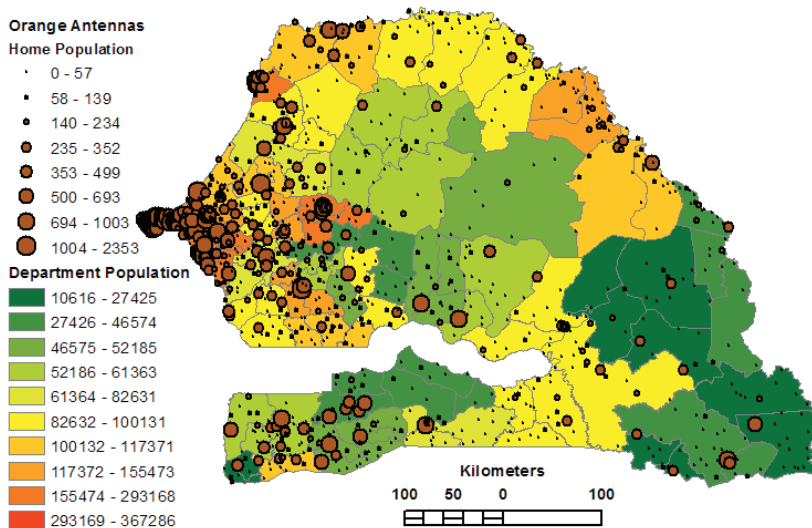 Orange Antennas
Home Population
0 - 57
58 - 139
140 - 234
235 - 352
353 - 499
500 - 693
694 - 1003
1004 - 2353
Department Population
10616 - 27425
27426 - 46574
46575 - 52185
52186 - 61363
61364 - 82631
82632 - 100131
100132 - 117371
117372 - 155473
155474 - 293168
293169 - 367286
Kilometers
100 50 0 100